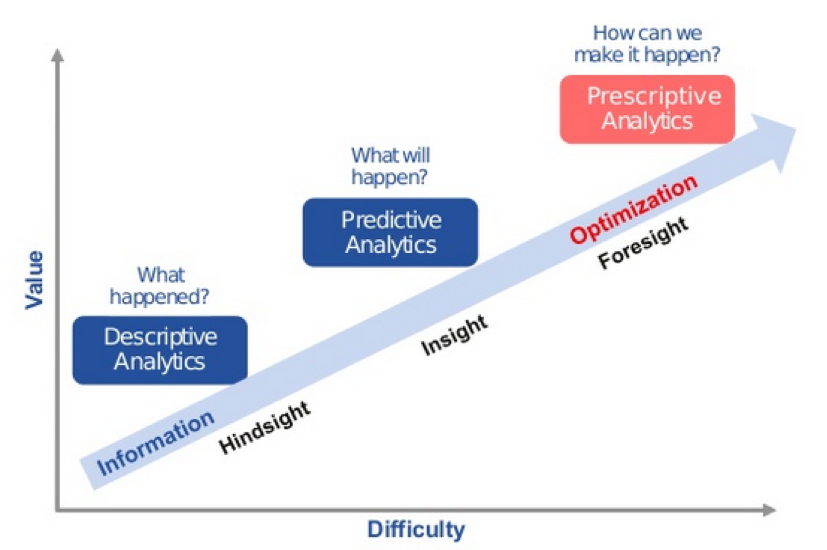 How can we
make it happen?
Prescriptive
Analytics
What will
happen?
Predictive
Analytics
Optimization
Foresight
Value
What
happened?
Descriptive
Analytics
Insight
Information
Hindsight
Difficulty